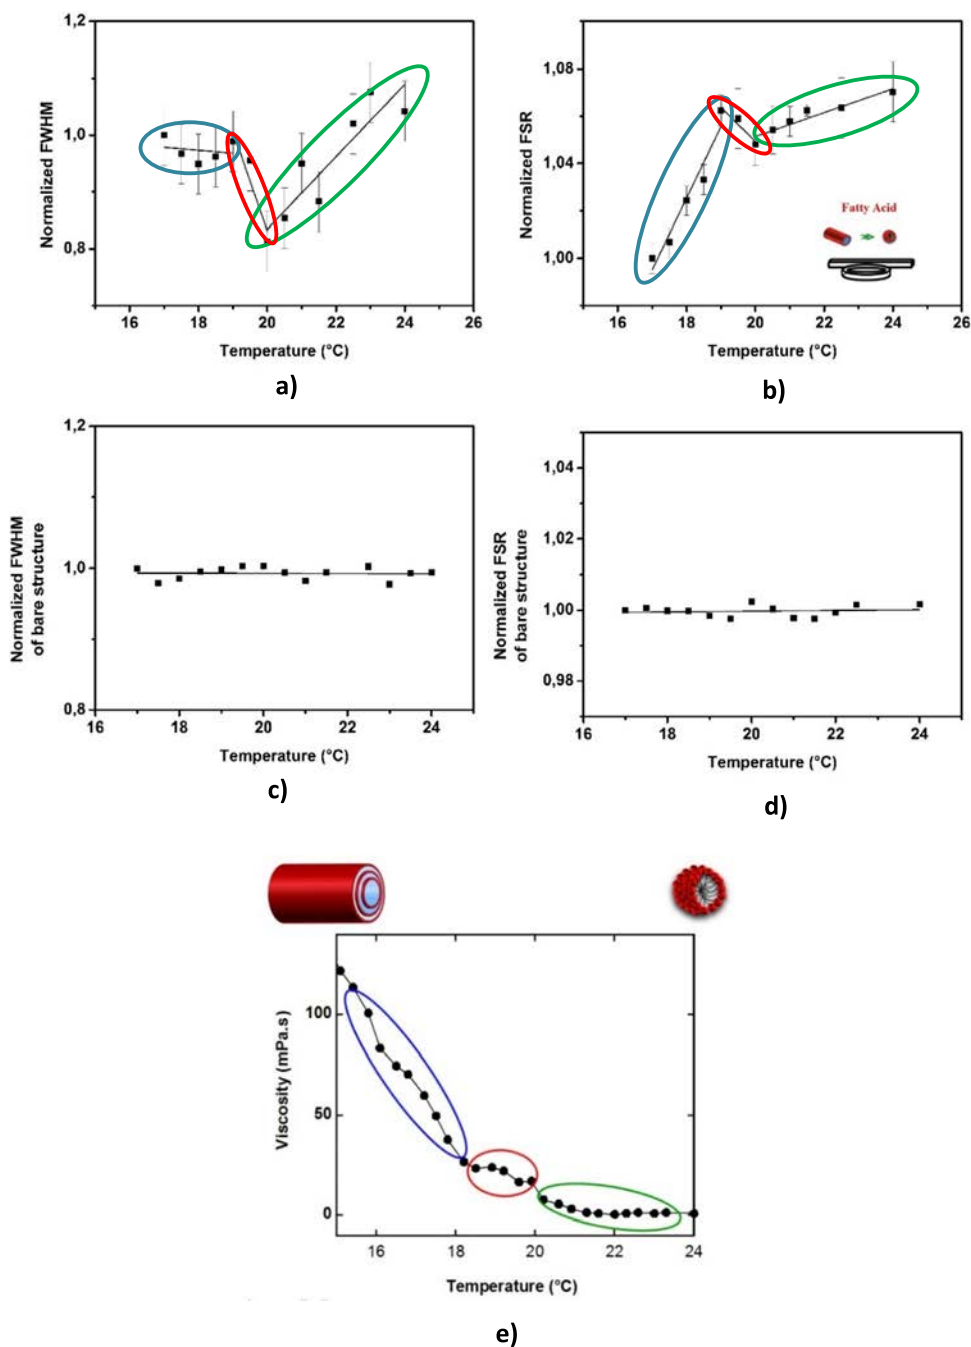 1,2
1,0
0,8
Normalized FWHM
16 18 20 22 24 26
Temperature (°C)
a)
1,08
1,04
1,00
Normalized FSR
Fatty Acid
16 18 20 22 24 26
Temperature (°C)
b)
1,2
1,0
0,8
Normalized FWHM
of bare structure
16 18 20 22 24
Temperature (°C)
c)
1,04
1,02
1,00
0,98
Normalized FSR
of bare structure
16 18 20 22 24
Temperature (°C)
d)
100
50
0
Viscosity (mPa.s)
16 18 20 22 24
Temperature (°C)
e)